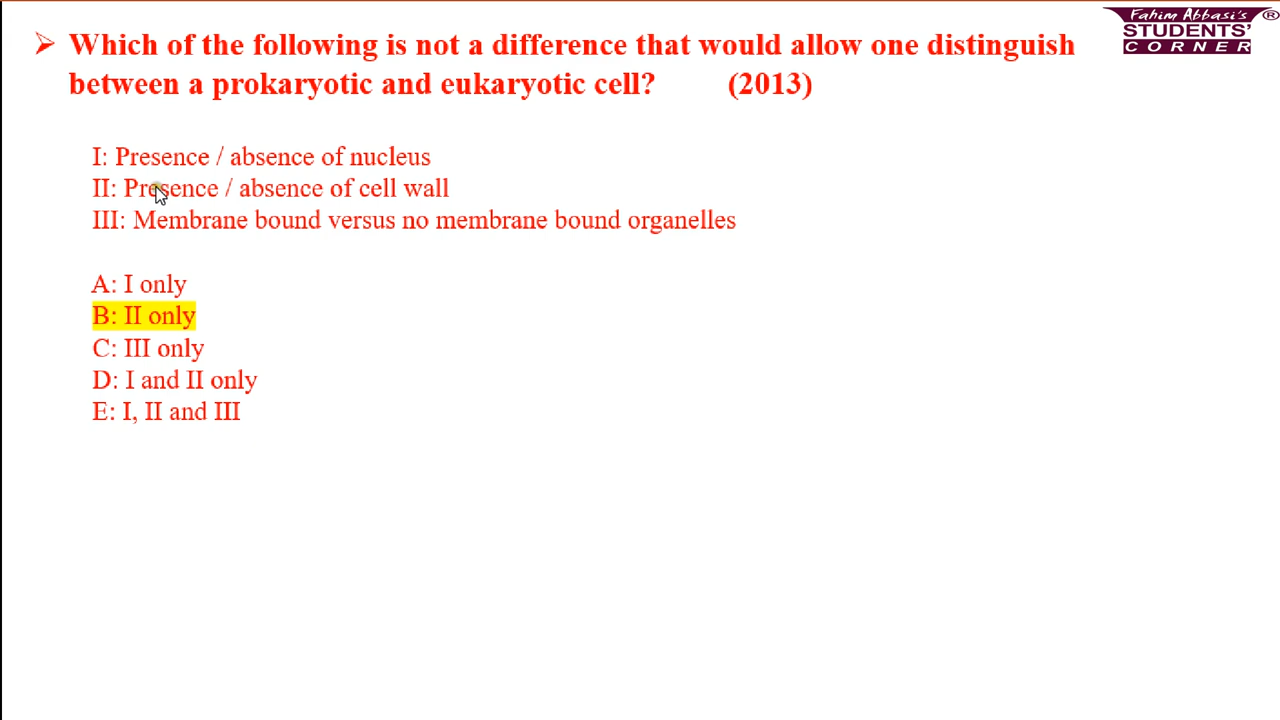 Fahim Abbasi's
STUDENTS'
CORNER
®
➢ Which of the following is not a difference that would allow one distinguish
between a prokaryotic and eukaryotic cell? (2013)
I: Presence / absence of nucleus
II: Presence / absence of cell wall
III: Membrane bound versus no membrane bound organelles
A: I only
B: II only
C: III only
D: I and II only
E: I, II and III